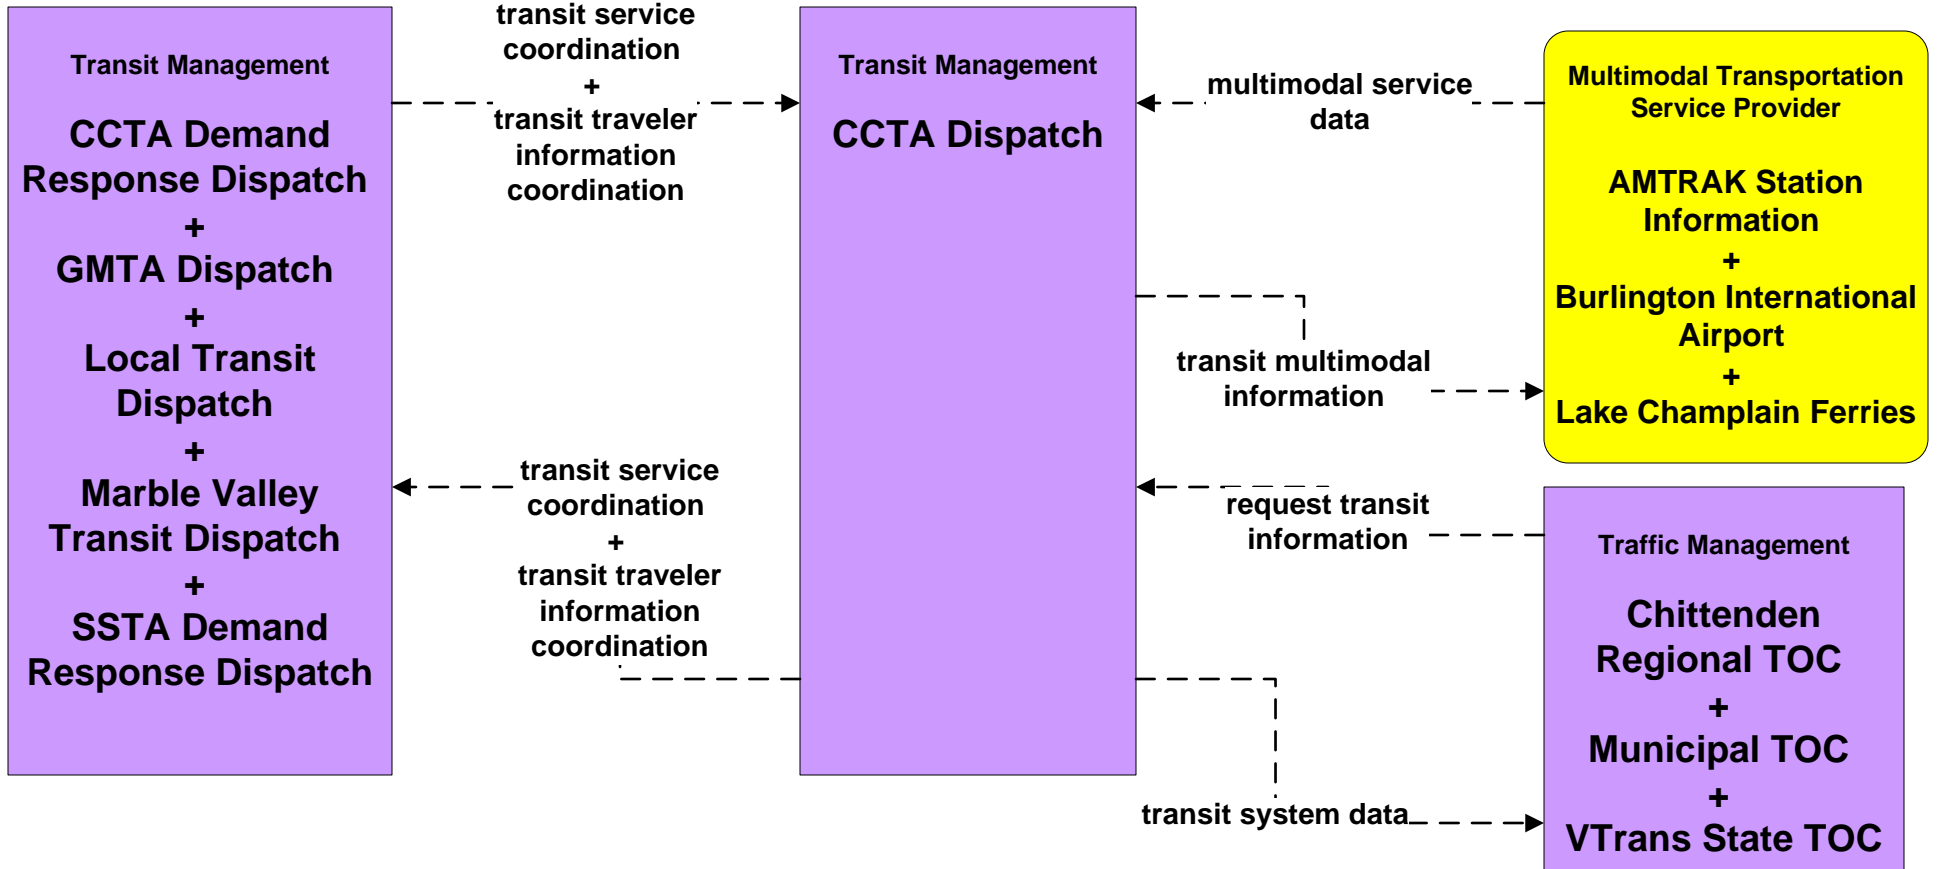 Transit Management
CCTA Demand
Response Dispatch
+
GMTA Dispatch
+
Local Transit
Dispatch
+
Marble Valley
Transit Dispatch
+
SSTA Demand
Response Dispatch
transit service
coordination
+
transit traveler
information
coordination
transit service
coordination
+
transit traveler
information
coordination
Transit Management
CCTA Dispatch
multimodal service
data
transit multimodal
information
request transit
information
transit system data
Multimodal Transportation
Service Provider
AMTRAK Station
Information
+
Burlington International
Airport
+
Lake Champlain Ferries
Traffic Management
Chittenden
Regional TOC
+
Municipal TOC
+
VTrans State TOC